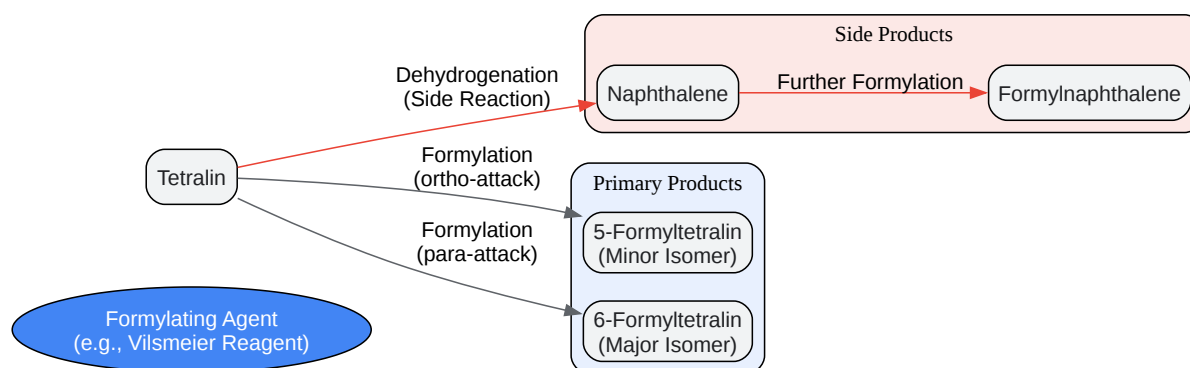 Side Products
Dehydrogenation
(Side Reaction)
Naphthalene
Further Formylation
Formylnaphthalene
Tetralin
Formylation
(ortho-attack)
Primary Products
5-Formyltetralin
(Minor Isomer)
Formylation
(para-attack)
6-Formyltetralin
(Major Isomer)
Formylating Agent
(e.g., Vilsmeier Reagent)